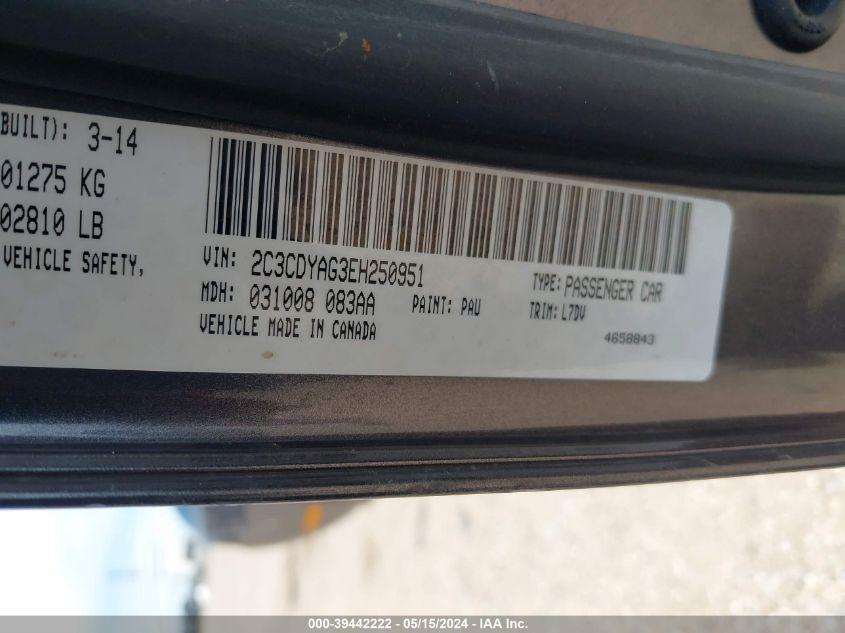 BUILT): 3-14
01275 KG
02810 LB
VEHICLE SAFETY,
VIN: 2C3CDYAG3EH250951
TYPE: PASSENGER CAR
MDH: 031008 083AA
PAINT: PAU
TRIM: L7DV
VEHICLE MADE IN CANADA
4658843
000-39442222 - 05/15/2024 - IAA Inc.